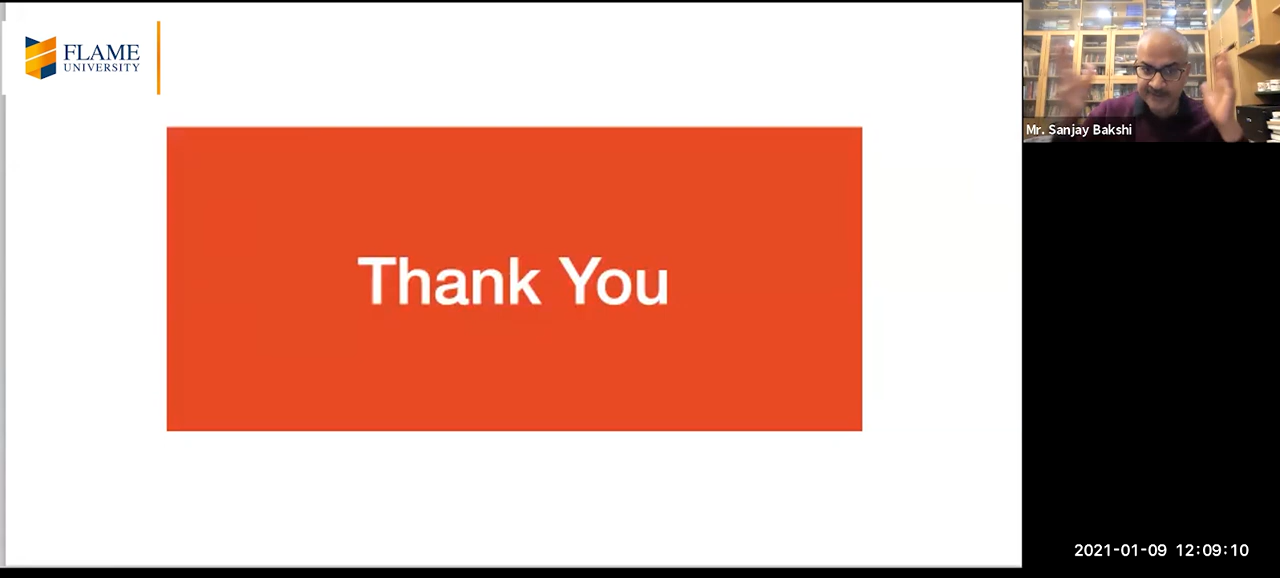 FLAME
UNIVERSITY
Thank You
Mr. Sanjay Bakshi
2021-01-09 12:09:10